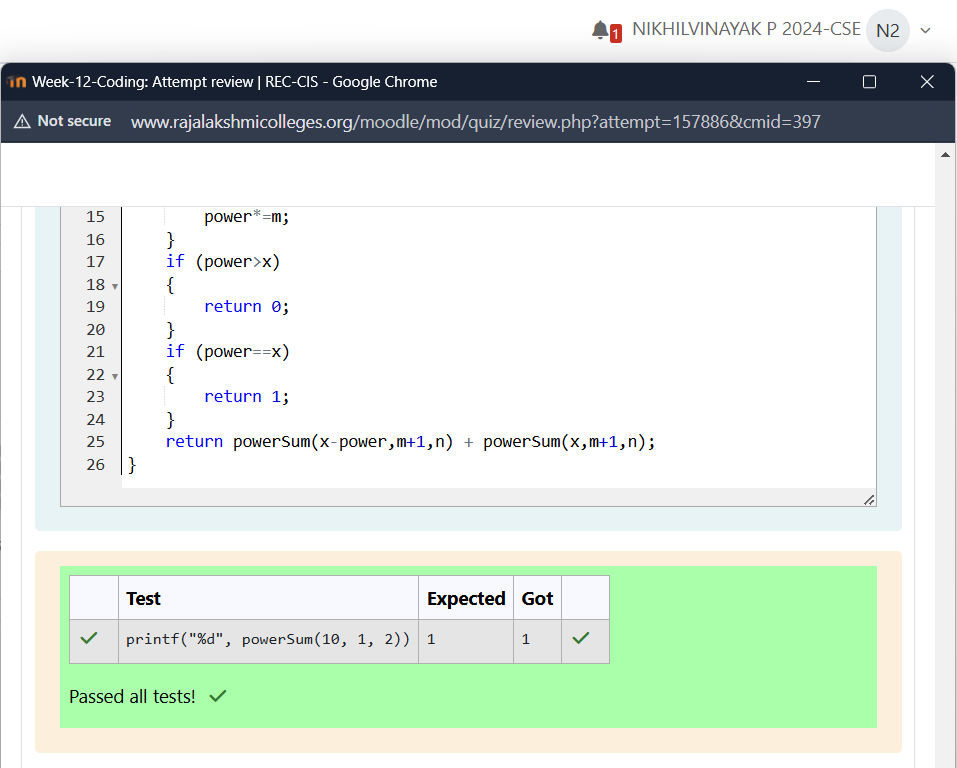 1 NIKHILVINAYAK P 2024-CSE N2
Week-12-Coding: Attempt review | REC-CIS - Google Chrome
Not secure www.rajalakshmicolleges.org/moodle/mod/quiz/review.php?attempt=157886&cmid=397
15 power*=m;
16 }
17 if (power>x)
18 {
19 return 0;
20 }
21 if (power==x)
22 {
23 return 1;
24 }
25 return powerSum(x-power,m+1,n) + powerSum(x,m+1,n);
26 }
Test Expected Got
printf("%d", powerSum(10, 1, 2)) 1 1
Passed all tests!